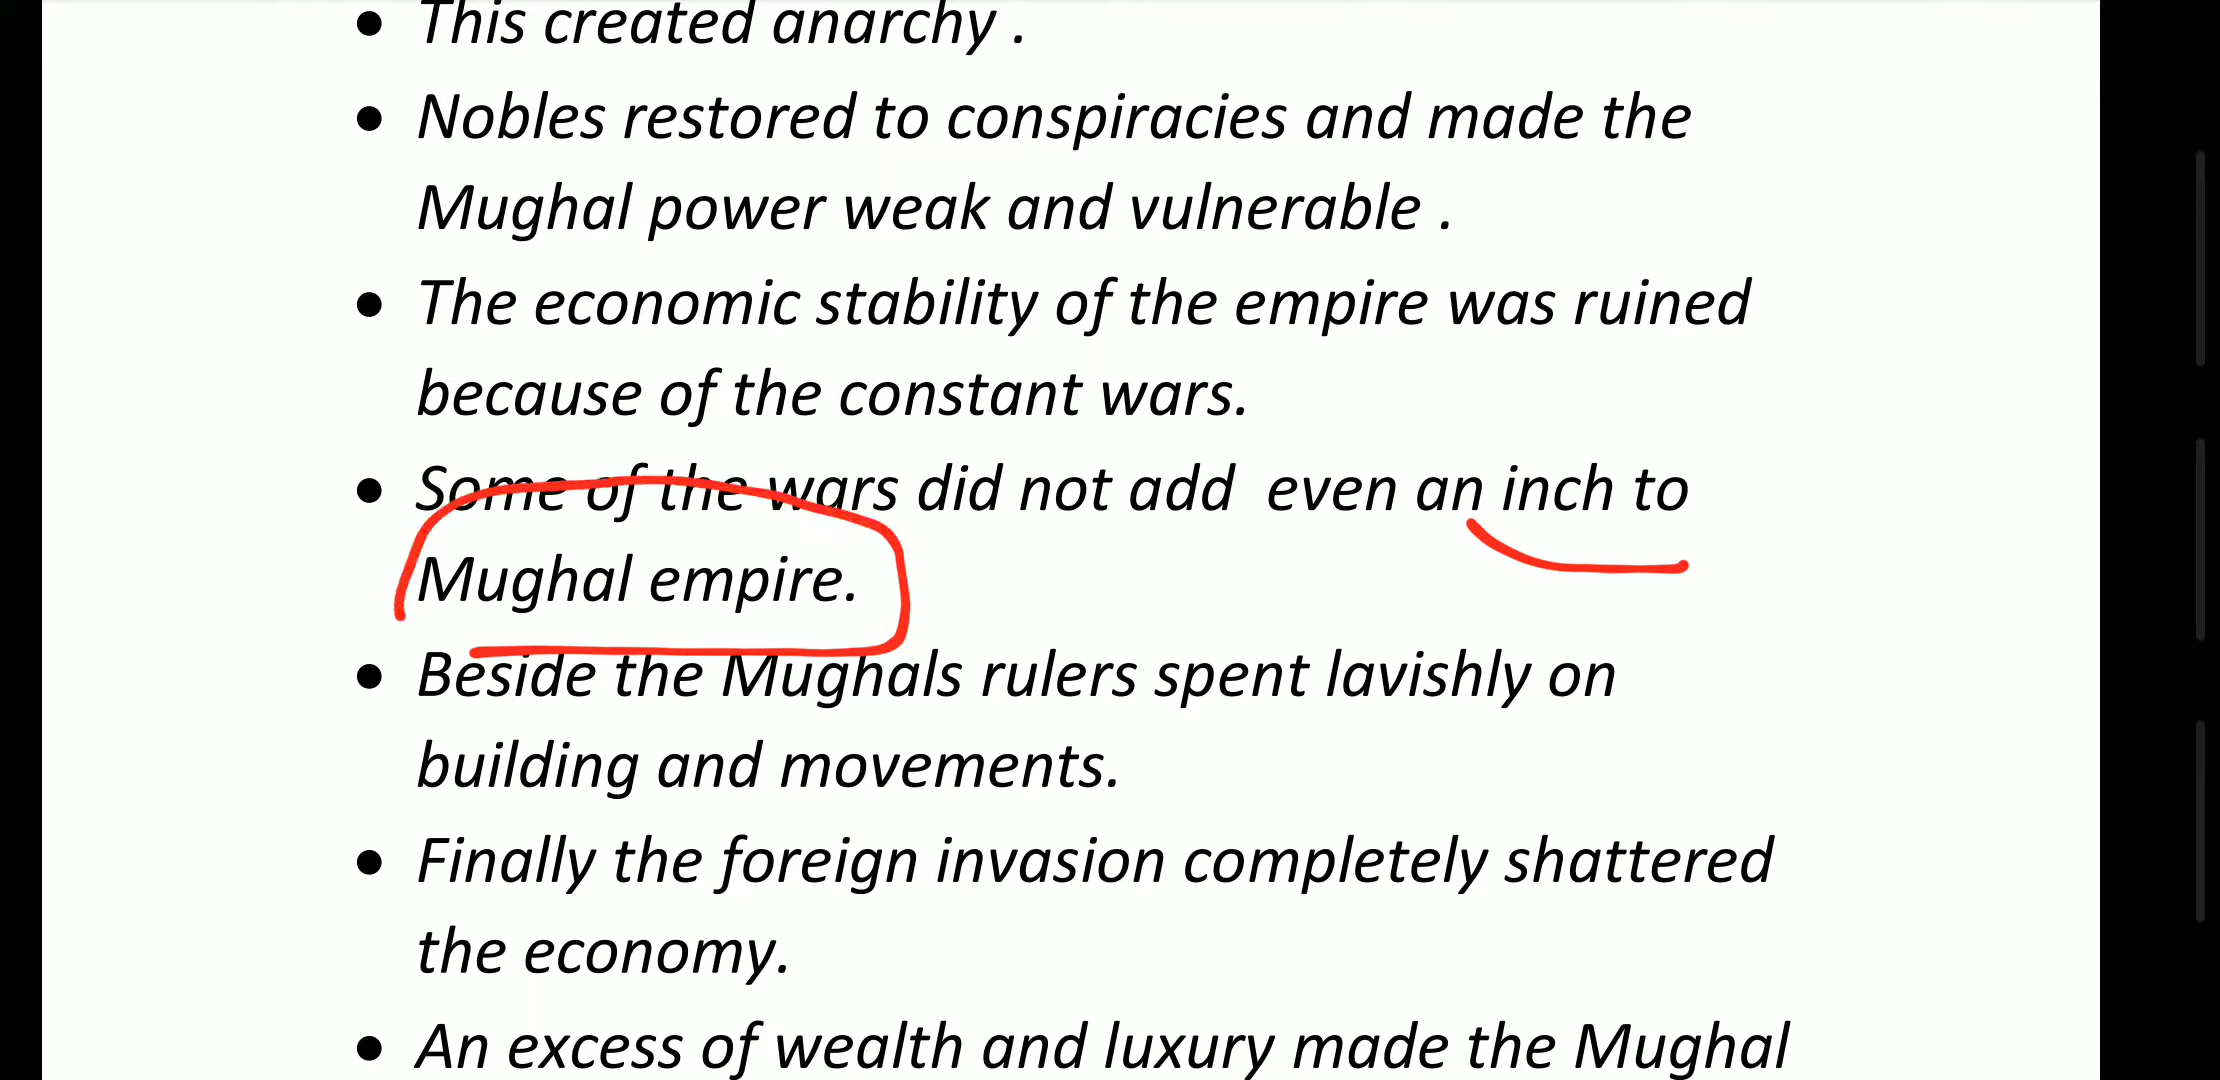 • This created anarchy .
• Nobles restored to conspiracies and made the
Mughal power weak and vulnerable .
• The economic stability of the empire was ruined
because of the constant wars.
• Some of the wars did not add  even an inch to
Mughal empire.
• Beside the Mughals rulers spent lavishly on
building and movements.
• Finally the foreign invasion completely shattered
the economy.
• An excess of wealth and luxury made the Mughal